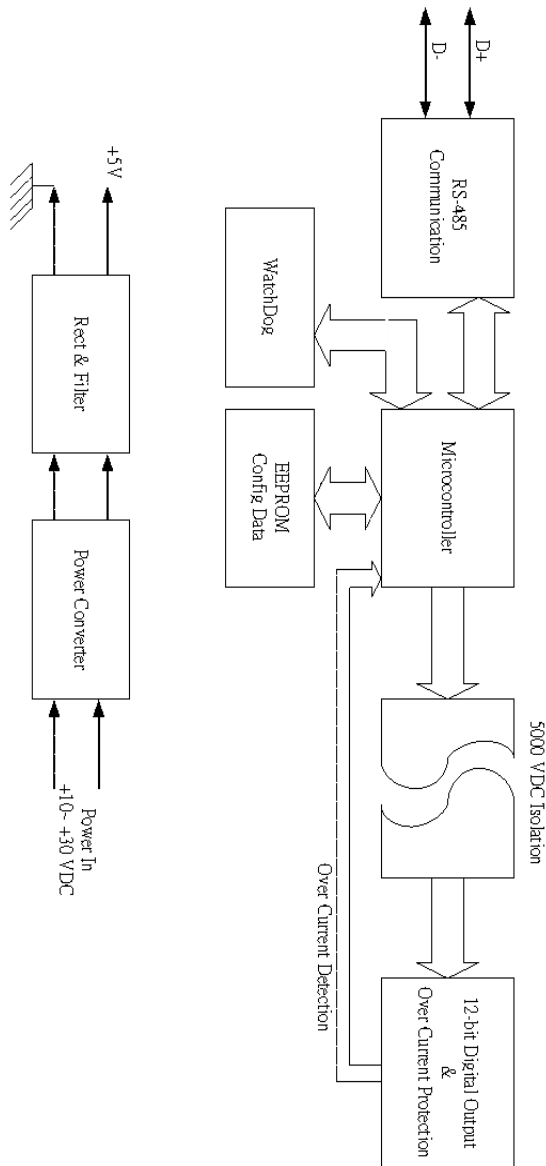 5000 VDC Isolation
D+
D-
RS-485
Communication
Microcontroller
12-bit Digital Output
&
Over Current Protection
WatchDog
EEPROM
Config Data
Over Current Detection
+5V
Rect & Filter
Power Converter
Power In
+10~ +30 VDC